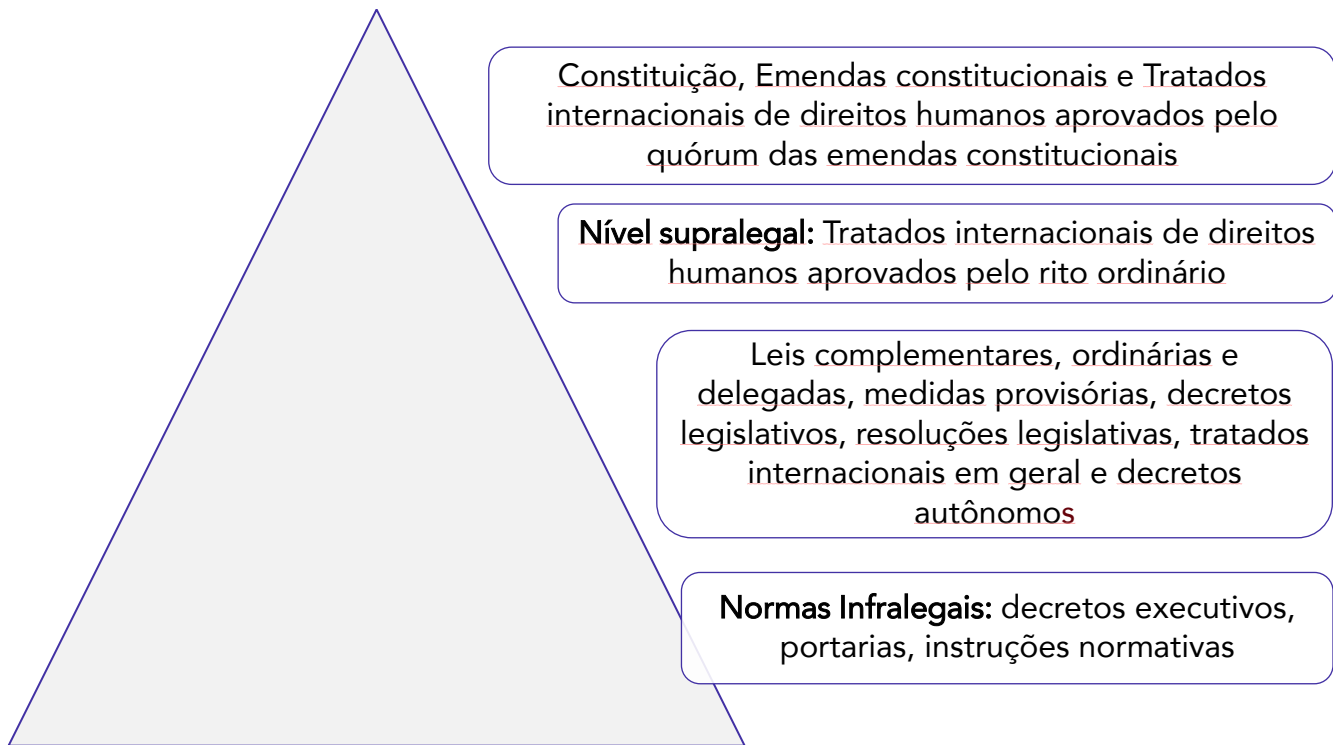 Constituição, Emendas constitucionais e Tratados
internacionais de direitos humanos aprovados pelo
quórum das emendas constitucionais
Nível supralegal: Tratados internacionais de direitos
humanos aprovados pelo rito ordinário
Leis complementares, ordinárias e
delegadas, medidas provisórias, decretos
legislativos, resoluções legislativas, tratados
internacionais em geral e decretos
autônomos
Normas Infralegais: decretos executivos,
portarias, instruções normativas